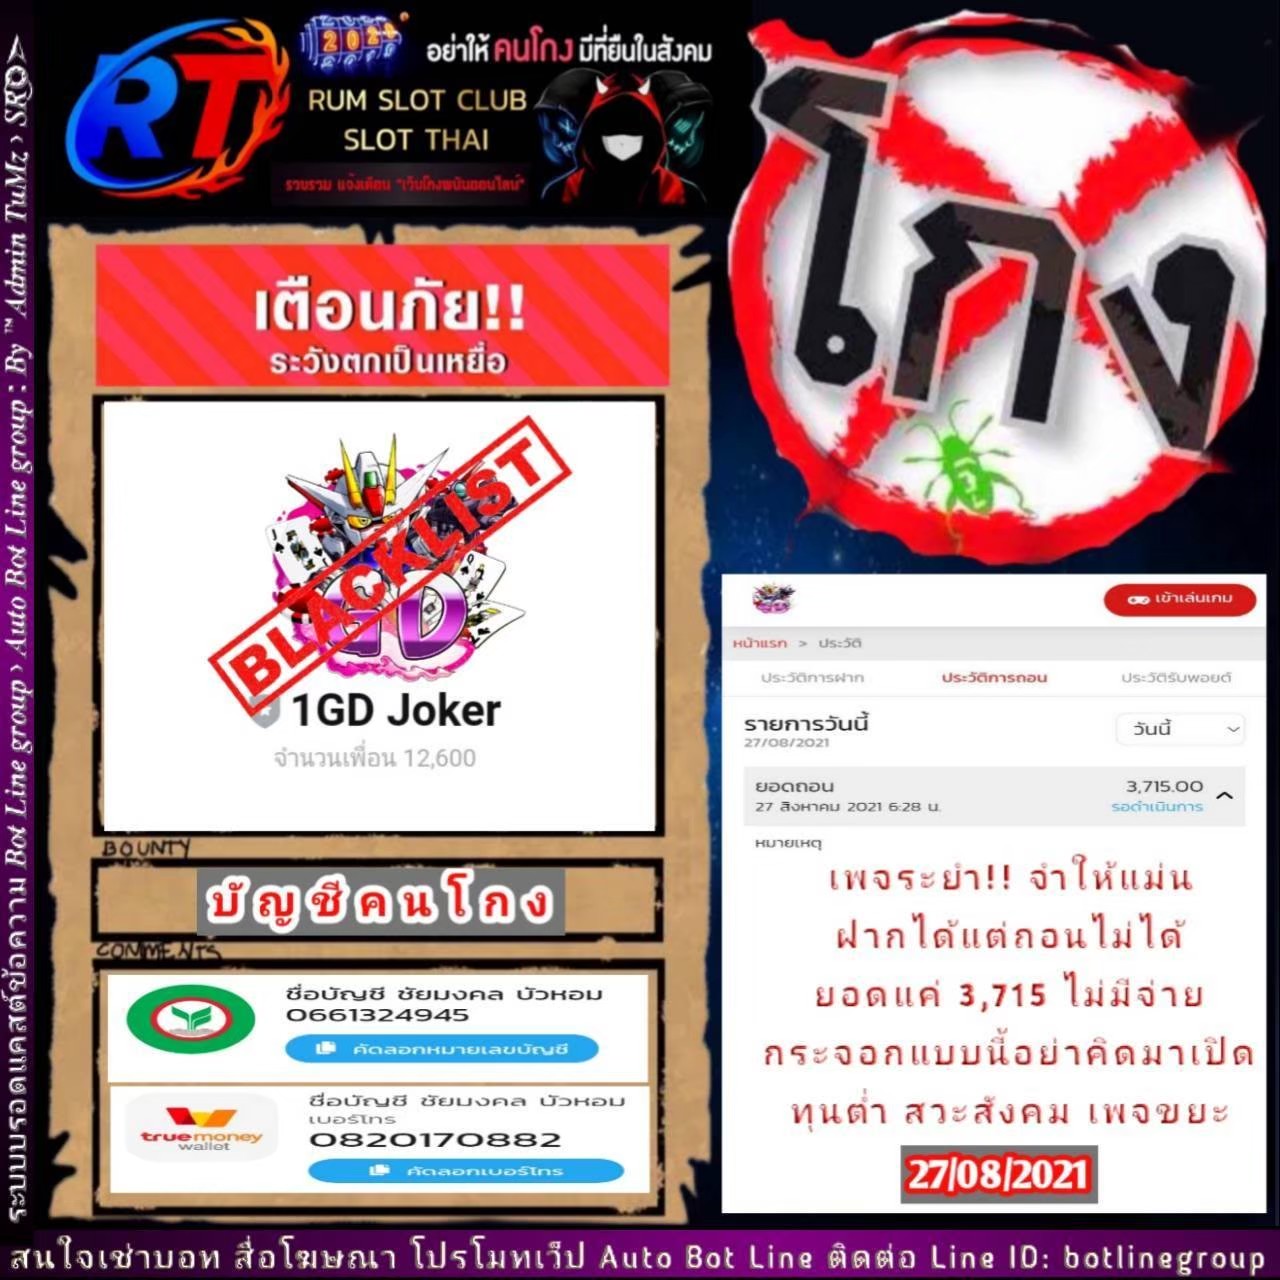 RT
2021
อย่าให้ คนโกง มีที่ยืนในสังคม
RUM SLOT CLUB
SLOT THAI
รวบรวม แจ้งเตือน "เว็บโกงพนันออนไลน์"
โกง
เตือนภัย!!
ระวังตกเป็นเหยื่อ
BLACKLIST
GD
1GD Joker
จำนวนเพื่อน 12,600
BOUNTY
บัญชีคนโกง
COMMENTS
ชื่อบัญชี ชัยมงคล บัวหอม
0661324945
คัดลอกหมายเลขบัญชี
truemoney
wallet
ชื่อบัญชี ชัยมงคล บัวหอม
เบอร์โทร
0820170882
คัดลอกเบอร์โทร
เข้าเล่นเกม
หน้าแรก > ประวัติ
ประวัติการฝาก ประวัติการถอน ประวัติรับพอยต์
รายการวันนี้
27/08/2021
วันนี้
ยอดถอน 3,715.00
27 สิงหาคม 2021 6:28 น. รอดำเนินการ
หมายเหตุ
เพจระยำ!! จำให้แม่น
ฝากได้แต่ถอนไม่ได้
ยอดแค่ 3,715 ไม่มีจ่าย
กระจอกแบบนี้อย่าคิดมาเปิด
ทุนต่ำ สวะสังคม เพจขยะ
27/08/2021
ระบบบรอดแคสต์ข้อความ Bot Line group › Auto Bot Line group : By ™Admin TuMz › SRO
สนใจเช่าบอท สื่อโฆษณา โปรโมทเว็ป Auto Bot Line ติดต่อ Line ID: botlinegroup